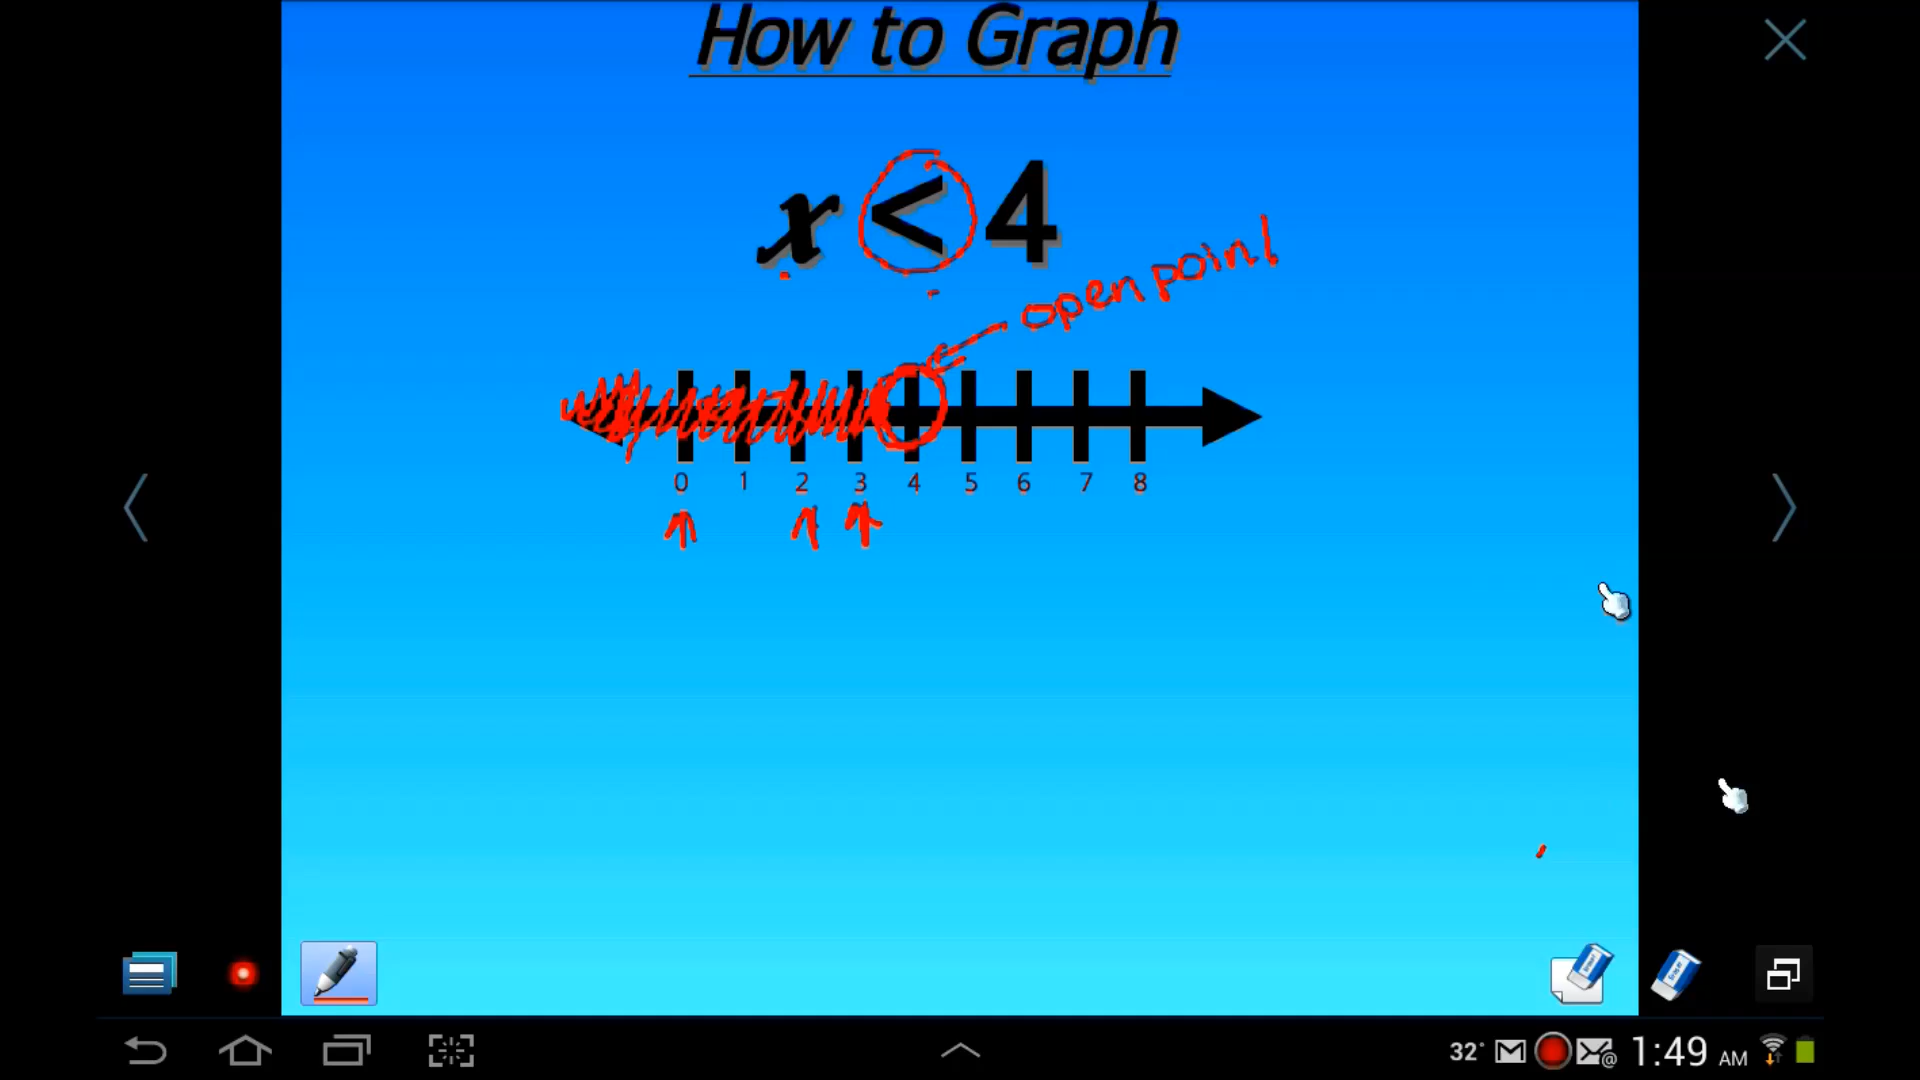 How to Graph
x < 4
open point
0 1 2 3 4 5 6 7 8
32° 1:49 AM